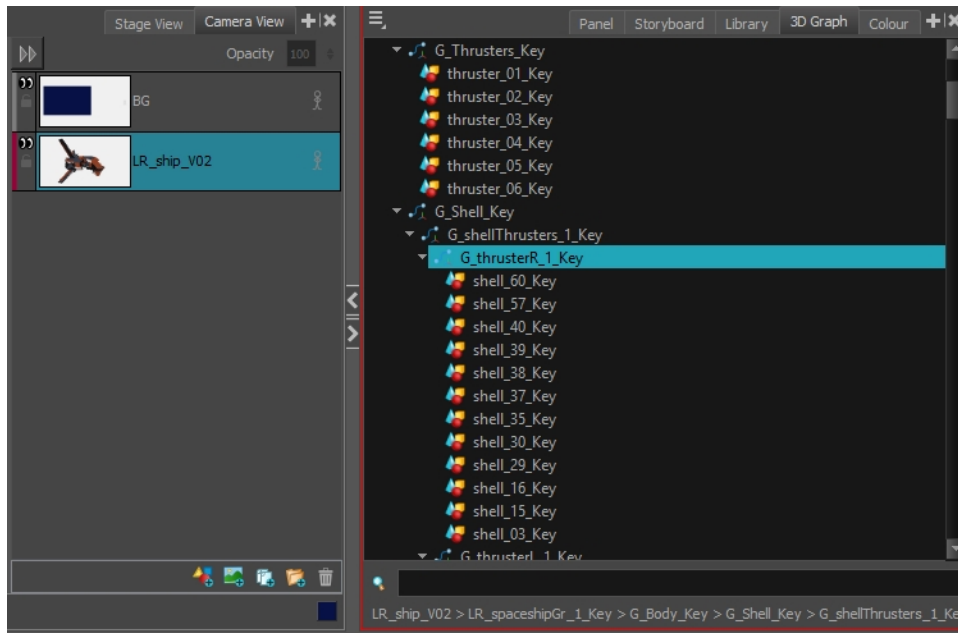 Stage View Camera View
Opacity 100
BG
LR_ship_V02
Panel Storyboard Library 3D Graph Colour
G_Thrusters_Key
thruster_01_Key
thruster_02_Key
thruster_03_Key
thruster_04_Key
thruster_05_Key
thruster_06_Key
G_Shell_Key
G_shellThrusters_1_Key
G_thrusterR_1_Key
shell_60_Key
shell_57_Key
shell_40_Key
shell_39_Key
shell_38_Key
shell_37_Key
shell_35_Key
shell_30_Key
shell_29_Key
shell_16_Key
shell_15_Key
shell_03_Key
G_thrusterL_1_Key
LR_ship_V02 > LR_spaceshipGr_1_Key > G_Body_Key > G_Shell_Key > G_shellThrusters_1_Ke